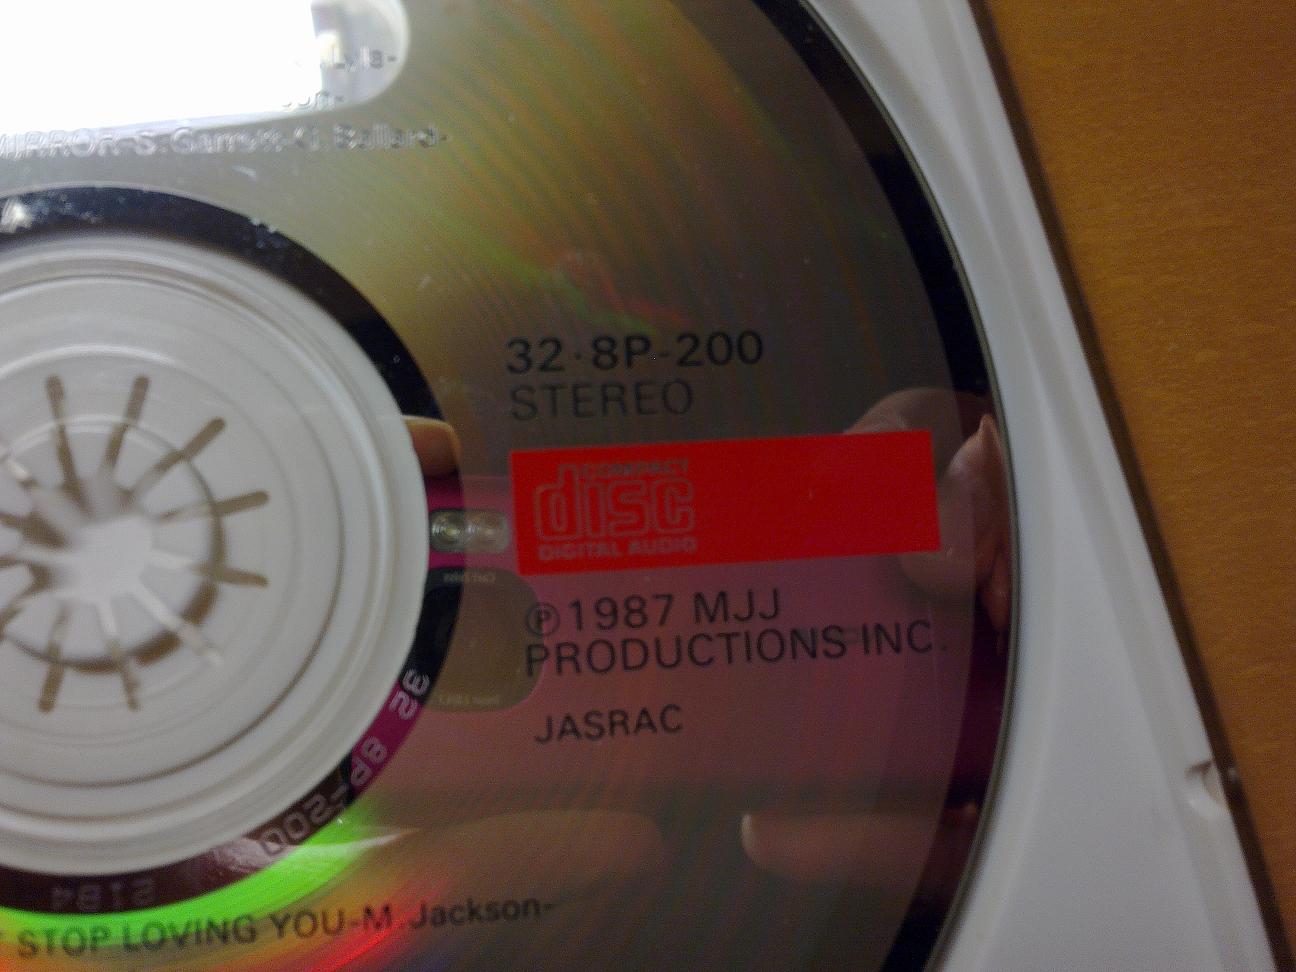 MIRROR-S.Garrett-G.Ballard-
32·8P-200
STEREO
COMPACT
disc
DIGITAL AUDIO
Ⓟ1987 MJJ
PRODUCTIONS INC.
JASRAC
32 8P-200
STOP LOVING YOU-M.Jackson-